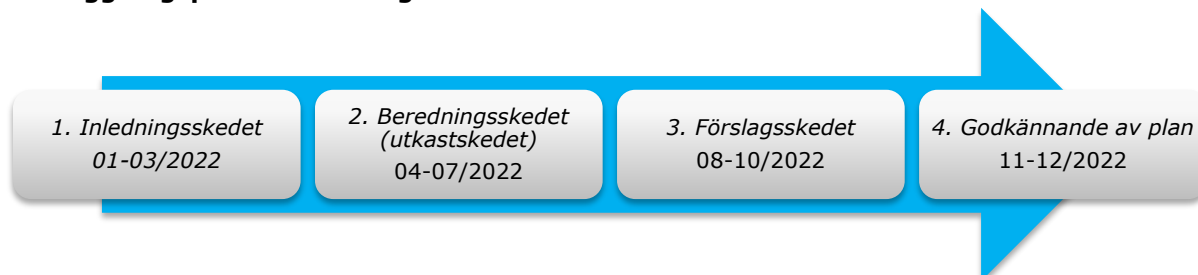 1. Inledningsskedet
01-03/2022
2. Beredningsskedet
(utkastskedet)
04-07/2022
3. Förslagsskedet
08-10/2022
4. Godkännande av plan
11-12/2022